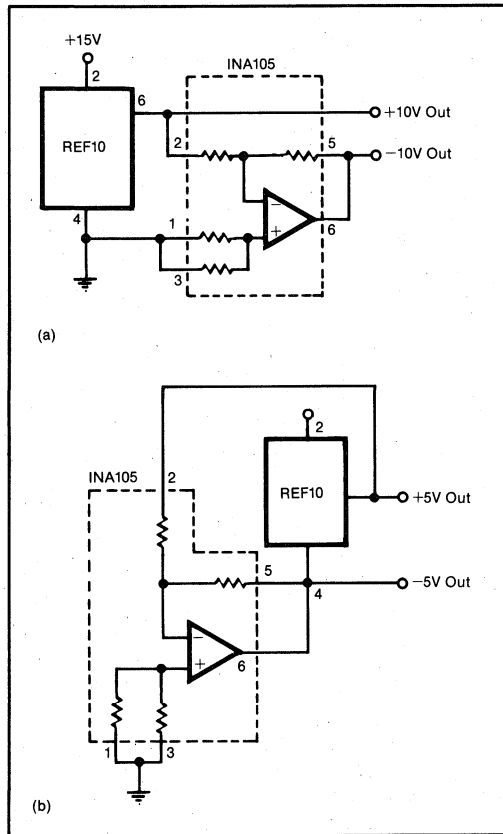 +15V
2
INA105
6
+10V Out
REF10
2
5
-10V Out
−
4
1
+
6
3
(a)
2
INA105
2
REF10
+5V Out
5
4
−5V Out
−
+
6
1
3
(b)